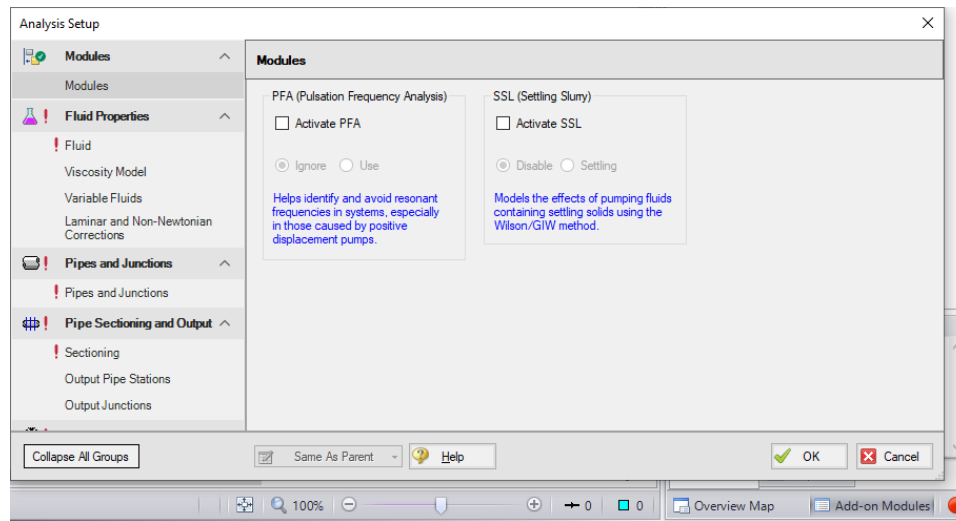 Analysis Setup
Modules
Modules
Fluid Properties
Fluid
Viscosity Model
Variable Fluids
Laminar and Non-Newtonian
Corrections
Pipes and Junctions
Pipes and Junctions
Pipe Sectioning and Output
Sectioning
Output Pipe Stations
Output Junctions
Modules
PFA (Pulsation Frequency Analysis)
Activate PFA
Ignore Use
Helps identify and avoid resonant
frequencies in systems, especially
in those caused by positive
displacement pumps.
SSL (Settling Slurry)
Activate SSL
Disable Settling
Models the effects of pumping fluids
containing settling solids using the
Wilson/GIW method.
Collapse All Groups
Same As Parent
Help
OK
Cancel
100%
0
0
Overview Map
Add-on Modules